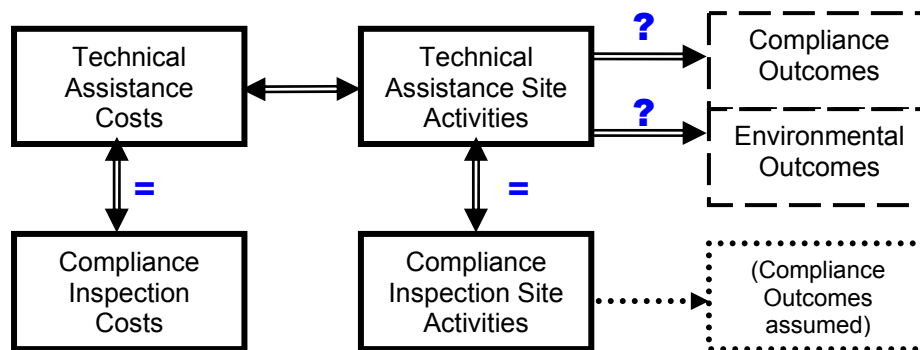 Technical
Assistance
Costs
Technical
Assistance Site
Activities
?
Compliance
Outcomes
?
Environmental
Outcomes
=
=
Compliance
Inspection
Costs
Compliance
Inspection Site
Activities
(Compliance
Outcomes
assumed)